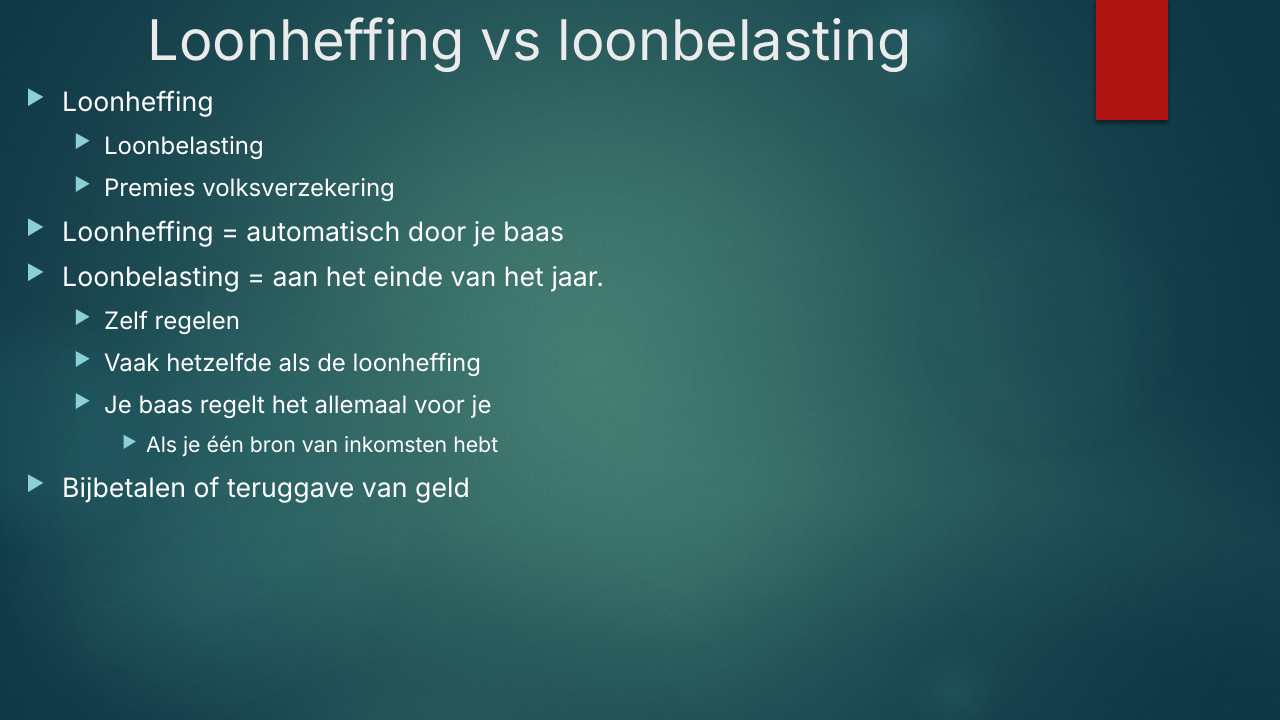 Loonheffing vs loonbelasting
Loonheffing
Loonbelasting
Premies volksverzekering
Loonheffing = automatisch door je baas
Loonbelasting = aan het einde van het jaar.
Zelf regelen
Vaak hetzelfde als de loonheffing
Je baas regelt het allemaal voor je
Als je één bron van inkomsten hebt
Bijbetalen of teruggave van geld